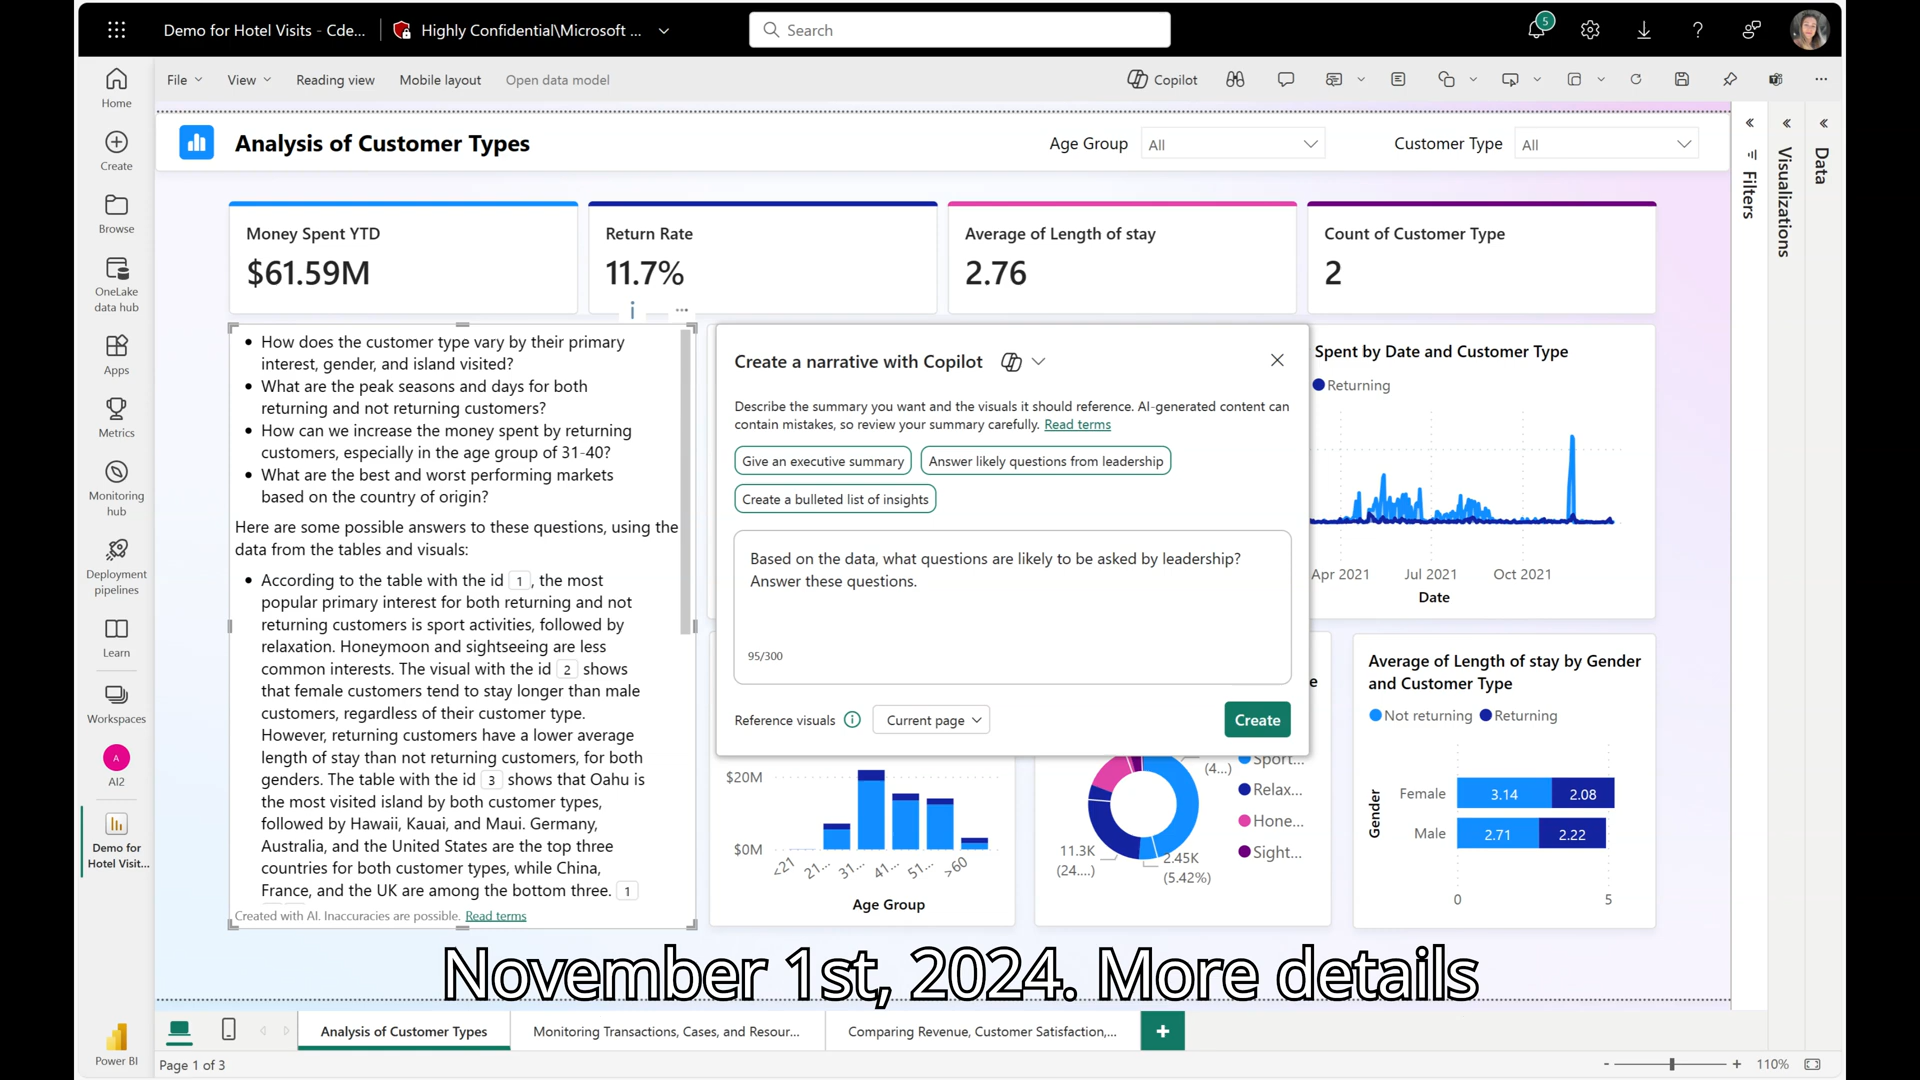 Demo for Hotel Visits - Cde...
Highly Confidential\Microsoft ...
Search
5
File
View
Reading view
Mobile layout
Open data model
Copilot
Home
Create
Browse
OneLake
data hub
Apps
Metrics
Monitoring
hub
Deployment
pipelines
Learn
Workspaces
A
AI2
Demo for
Hotel Visit...
Power BI
Analysis of Customer Types
Age Group
All
Customer Type
All
Filters
Visualizations
Data
Money Spent YTD
$61.59M
Return Rate
11.7%
Average of Length of stay
2.76
Count of Customer Type
2
• How does the customer type vary by their primary
interest, gender, and island visited?
• What are the peak seasons and days for both
returning and not returning customers?
• How can we increase the money spent by returning
customers, especially in the age group of 31-40?
• What are the best and worst performing markets
based on the country of origin?
Here are some possible answers to these questions, using the
data from the tables and visuals:
• According to the table with the id 1, the most
popular primary interest for both returning and not
returning customers is sport activities, followed by
relaxation. Honeymoon and sightseeing are less
common interests. The visual with the id 2 shows
that female customers tend to stay longer than male
customers, regardless of their customer type.
However, returning customers have a lower average
length of stay than not returning customers, for both
genders. The table with the id 3 shows that Oahu is
the most visited island by both customer types,
followed by Hawaii, Kauai, and Maui. Germany,
Australia, and the United States are the top three
countries for both customer types, while China,
France, and the UK are among the bottom three. 1
Created with AI. Inaccuracies are possible. Read terms
Create a narrative with Copilot
Describe the summary you want and the visuals it should reference. AI-generated content can
contain mistakes, so review your summary carefully. Read terms
Give an executive summary
Answer likely questions from leadership
Create a bulleted list of insights
Based on the data, what questions are likely to be asked by leadership?
Answer these questions.
95/300
Reference visuals
Current page
Create
Spent by Date and Customer Type
Returning
Apr 2021
Jul 2021
Oct 2021
Date
$20M
$0M
<21
21...
31...
41...
51...
>60
Age Group
e
(4...)
11.3K
(24....)
2.45K
(5.42%)
Sport...
Relax...
Hone...
Sight...
Average of Length of stay by Gender
and Customer Type
Not returning
Returning
Gender
Female
3.14
2.08
Male
2.71
2.22
0
5
November 1st, 2024. More details
Analysis of Customer Types
Monitoring Transactions, Cases, and Resour...
Comparing Revenue, Customer Satisfaction,...
Page 1 of 3
110%